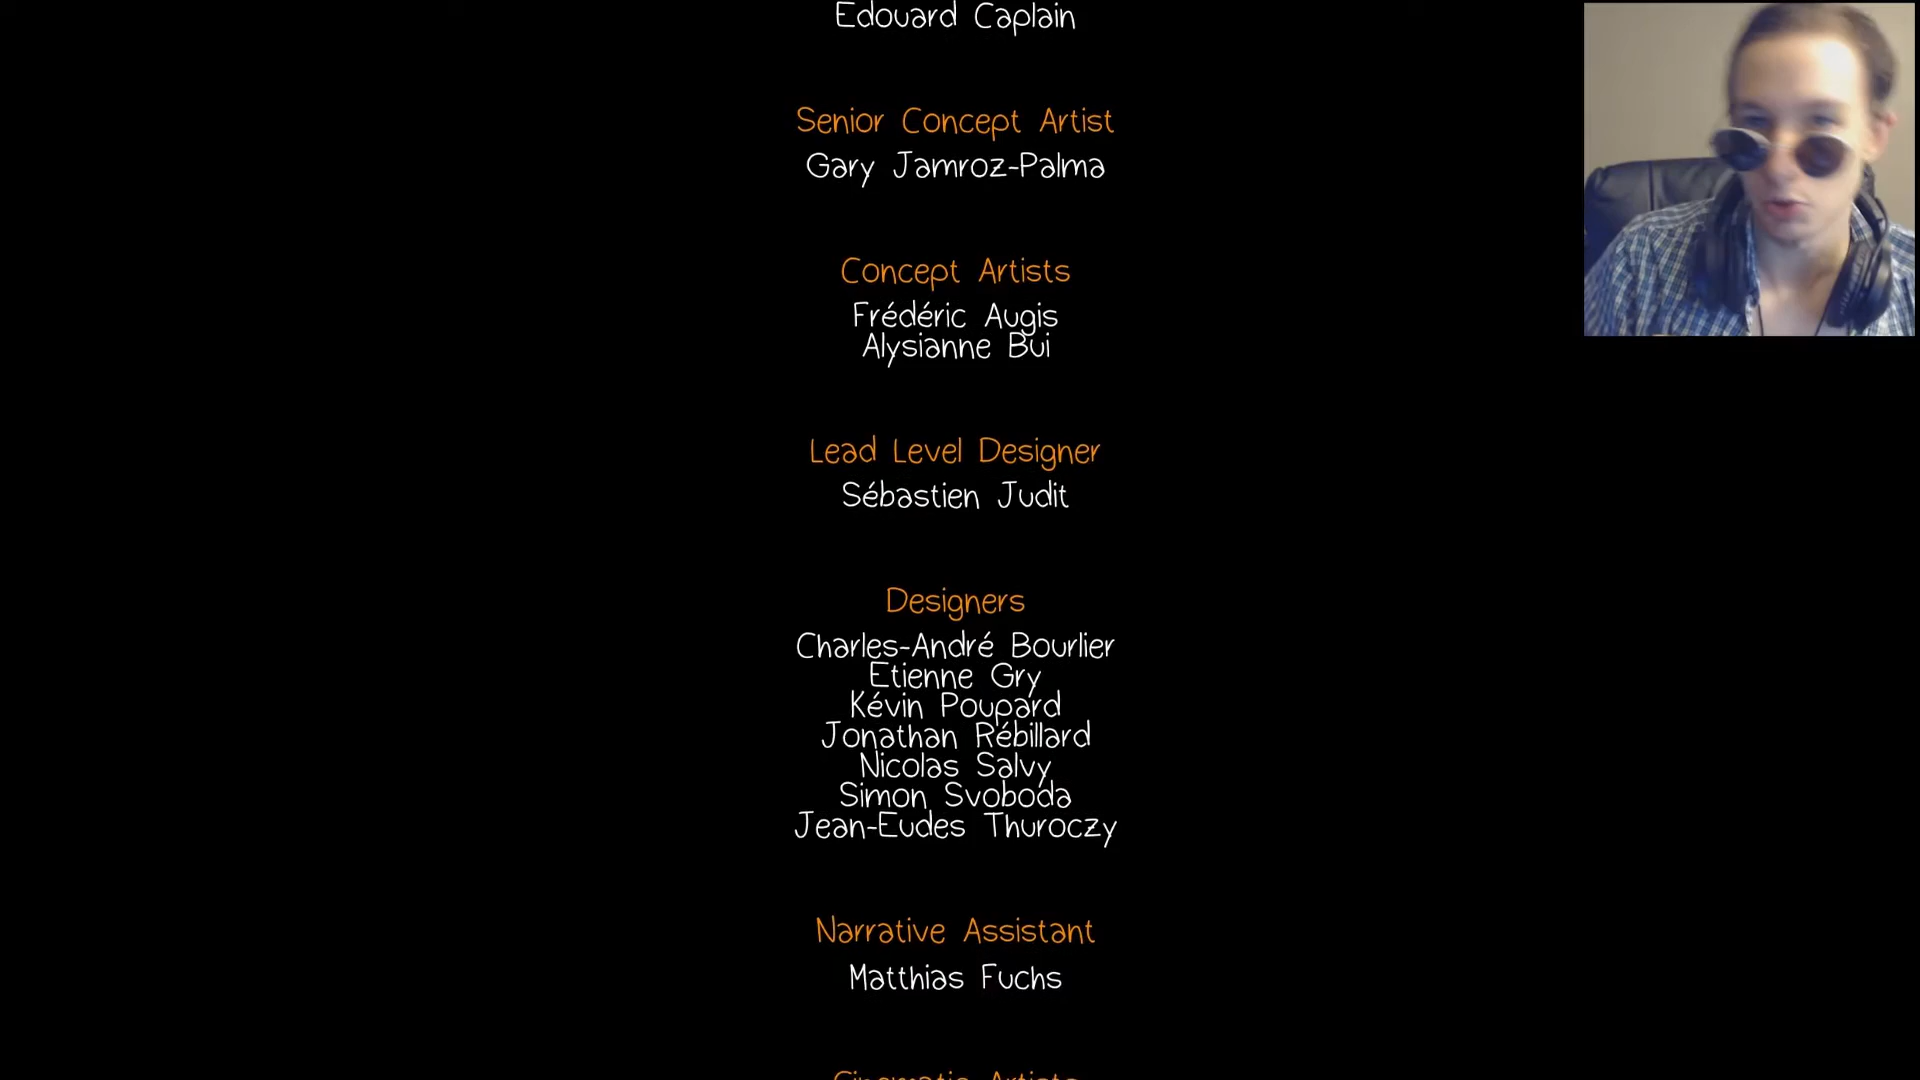 Edouard Caplain
Senior Concept Artist
Gary Jamroz-Palma
Concept Artists
Frédéric Augis
Alysianne Bui
Lead Level Designer
Sébastien Judit
Designers
Charles-André Bourlier
Etienne Gry
Kévin Poupard
Jonathan Rébillard
Nicolas Salvy
Simon Svoboda
Jean-Eudes Thuroczy
Narrative Assistant
Matthias Fuchs
Cinematic Artists